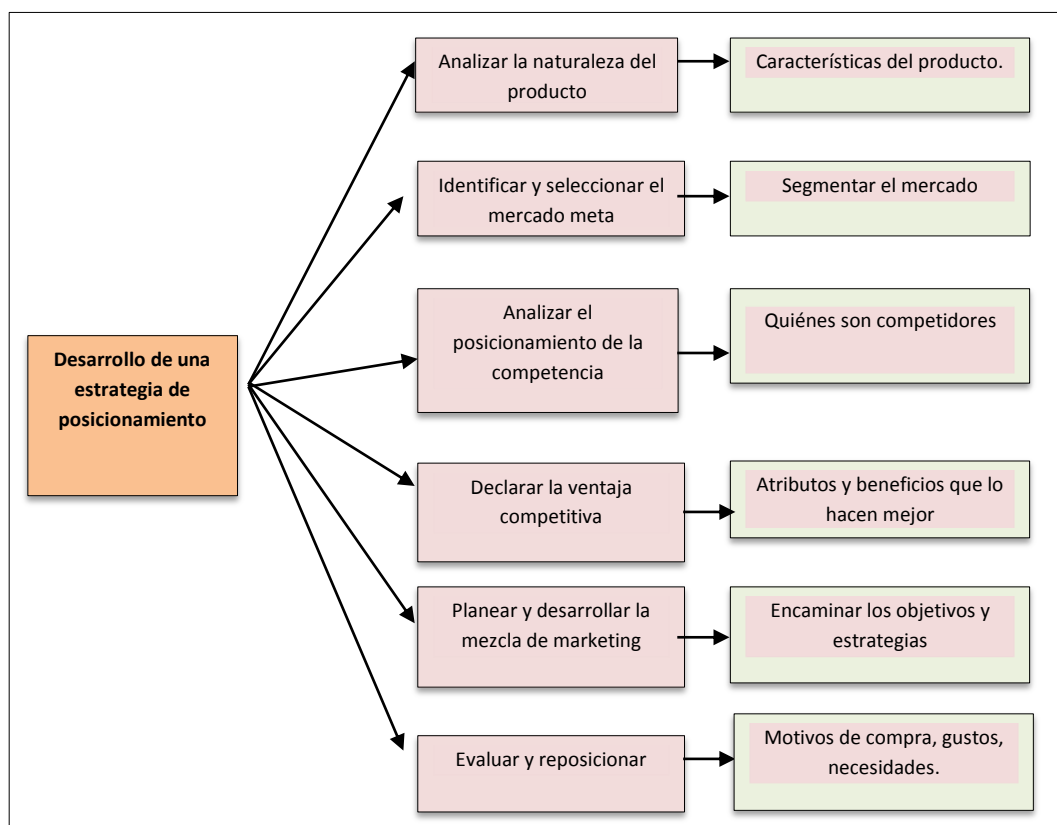 Analizar la naturaleza del
producto
Características del producto.
Identificar y seleccionar el
mercado meta
Segmentar el mercado
Analizar el
posicionamiento de la
competencia
Quiénes son competidores
Desarrollo de una
estrategia de
posicionamiento
Declarar la ventaja
competitiva
Atributos y beneficios que lo
hacen mejor
Planear y desarrollar la
mezcla de marketing
Encaminar los objetivos y
estrategias
Evaluar y reposicionar
Motivos de compra, gustos,
necesidades.